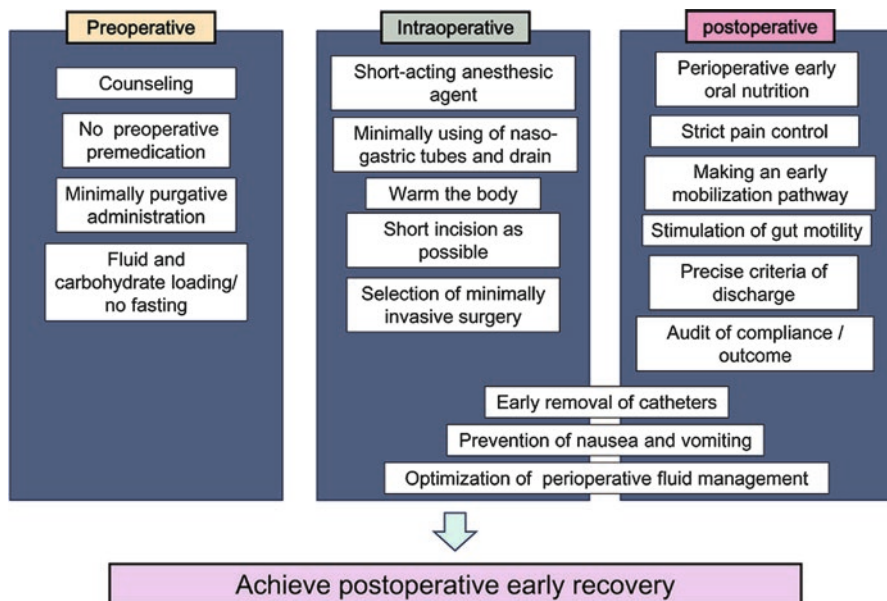 Preoperative
Counseling
No preoperative
premedication
Minimally purgative
administration
Fluid and
carbohydrate loading/
no fasting
Intraoperative
Short-acting anesthesic
agent
Minimally using of naso-
gastric tubes and drain
Warm the body
Short incision as
possible
Selection of minimally
invasive surgery
postoperative
Perioperative early
oral nutrition
Strict pain control
Making an early
mobilization pathway
Stimulation of gut motility
Precise criteria of
discharge
Audit of compliance /
outcome
Early removal of catheters
Prevention of nausea and vomiting
Optimization of perioperative fluid management
Achieve postoperative early recovery